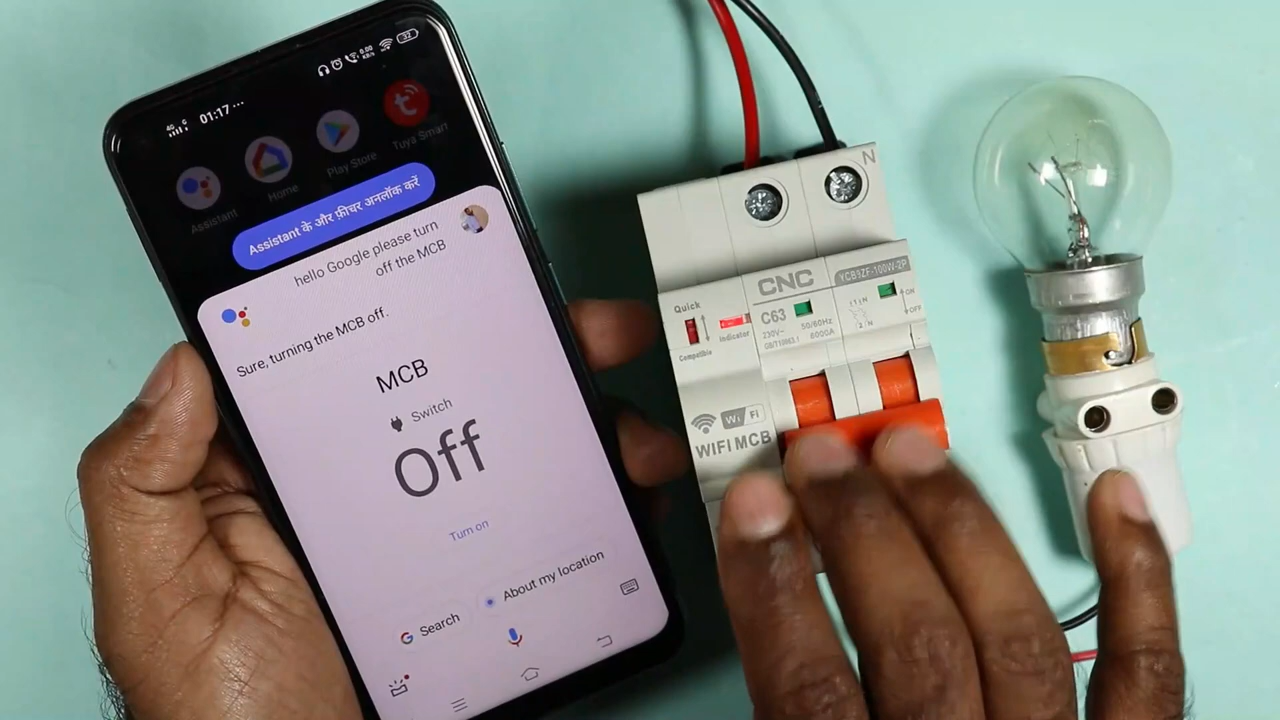 01:17
32
Assistant
Home
Play Store
Tuya Smart
Assistant के और फ़ीचर अनलॉक करें
hello Google please turn
off the MCB
Sure, turning the MCB off.
MCB
Switch
Off
Turn on
Search
About my location
N
CNC
YCB9ZF-100W-2P
Quick
Compatible
Indicator
C63
230V~
50/60Hz
6000A
ON
OFF
Wi Fi
WIFI MCB